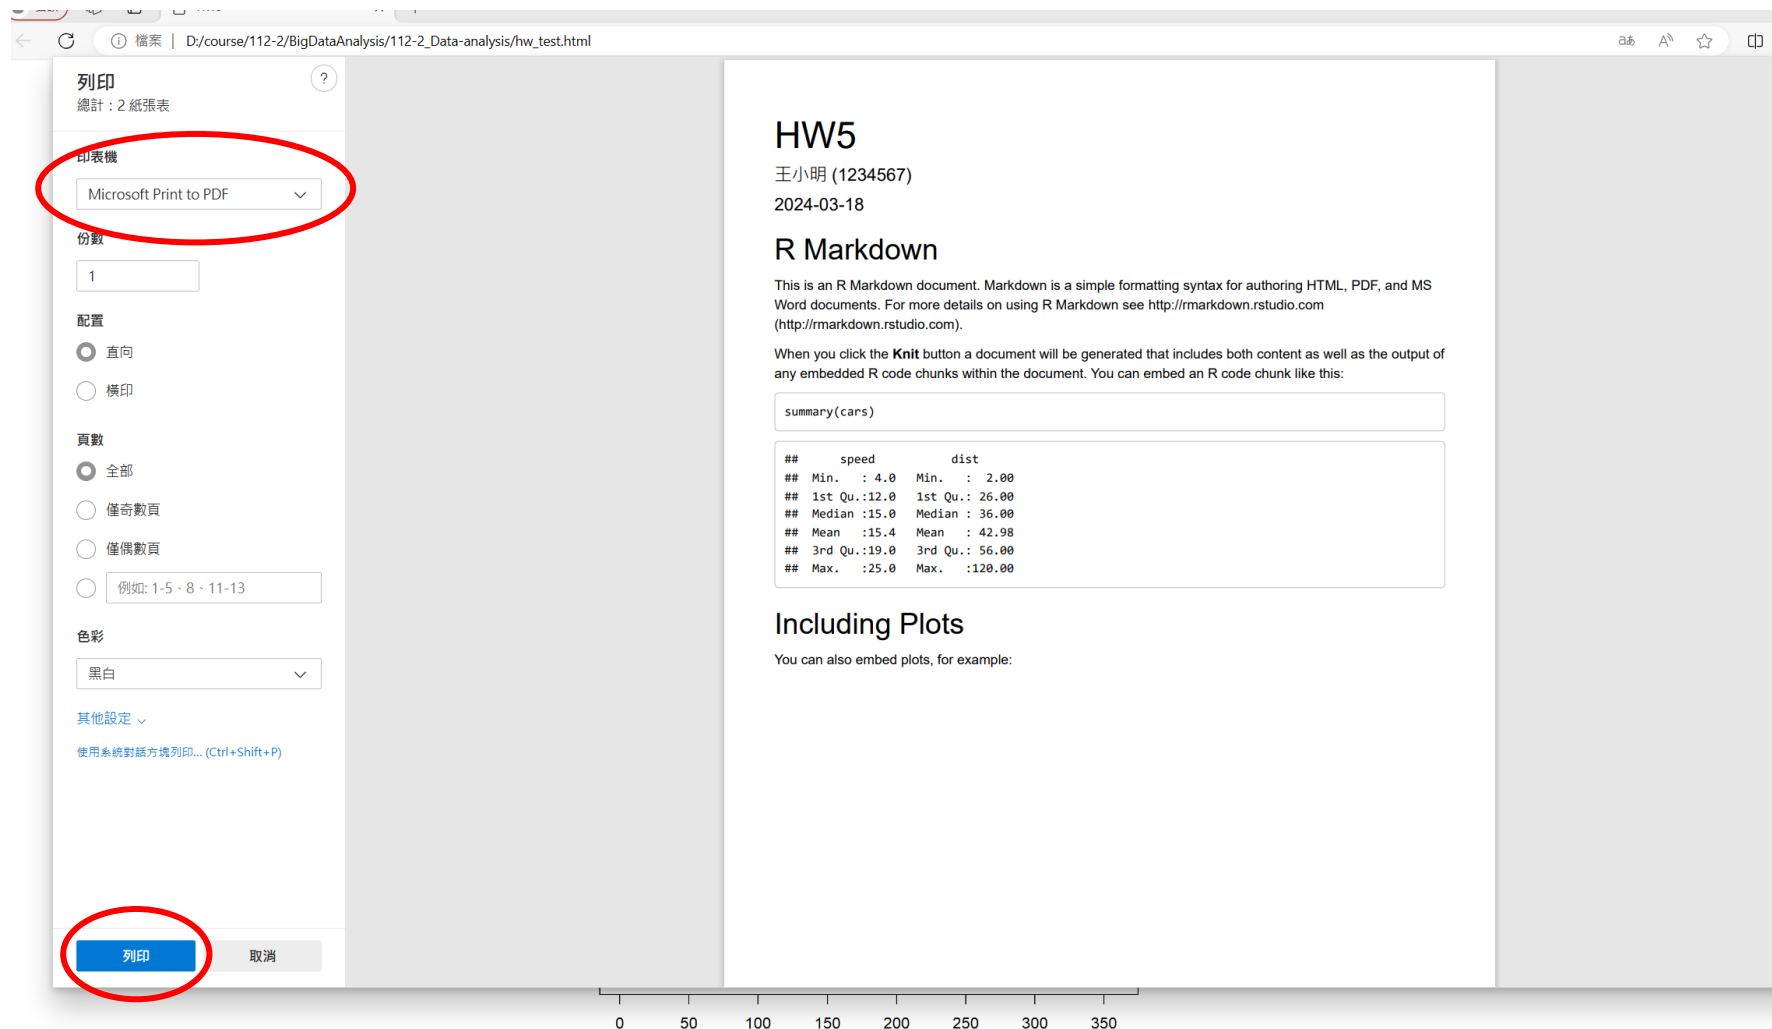 檔案 | D:/course/112-2/BigDataAnalysis/112-2_Data-analysis/hw_test.html
列印
?
總計：2 紙張表
印表機
Microsoft Print to PDF
份數
1
配置
直向
橫印
頁數
全部
僅奇數頁
僅偶數頁
例如: 1-5、8、11-13
色彩
黑白
其他設定
使用系統對話方塊列印... (Ctrl+Shift+P)
列印
取消
HW5
王小明 (1234567)
2024-03-18
R Markdown
This is an R Markdown document. Markdown is a simple formatting syntax for authoring HTML, PDF, and MS
Word documents. For more details on using R Markdown see http://rmarkdown.rstudio.com
(http://rmarkdown.rstudio.com).
When you click the Knit button a document will be generated that includes both content as well as the output of
any embedded R code chunks within the document. You can embed an R code chunk like this:
summary(cars)
##      speed           dist
##  Min.   : 4.0   Min.   :  2.00
##  1st Qu.:12.0   1st Qu.: 26.00
##  Median :15.0   Median : 36.00
##  Mean   :15.4   Mean   : 42.98
##  3rd Qu.:19.0   3rd Qu.: 56.00
##  Max.   :25.0   Max.   :120.00
Including Plots
You can also embed plots, for example:
0 50 100 150 200 250 300 350